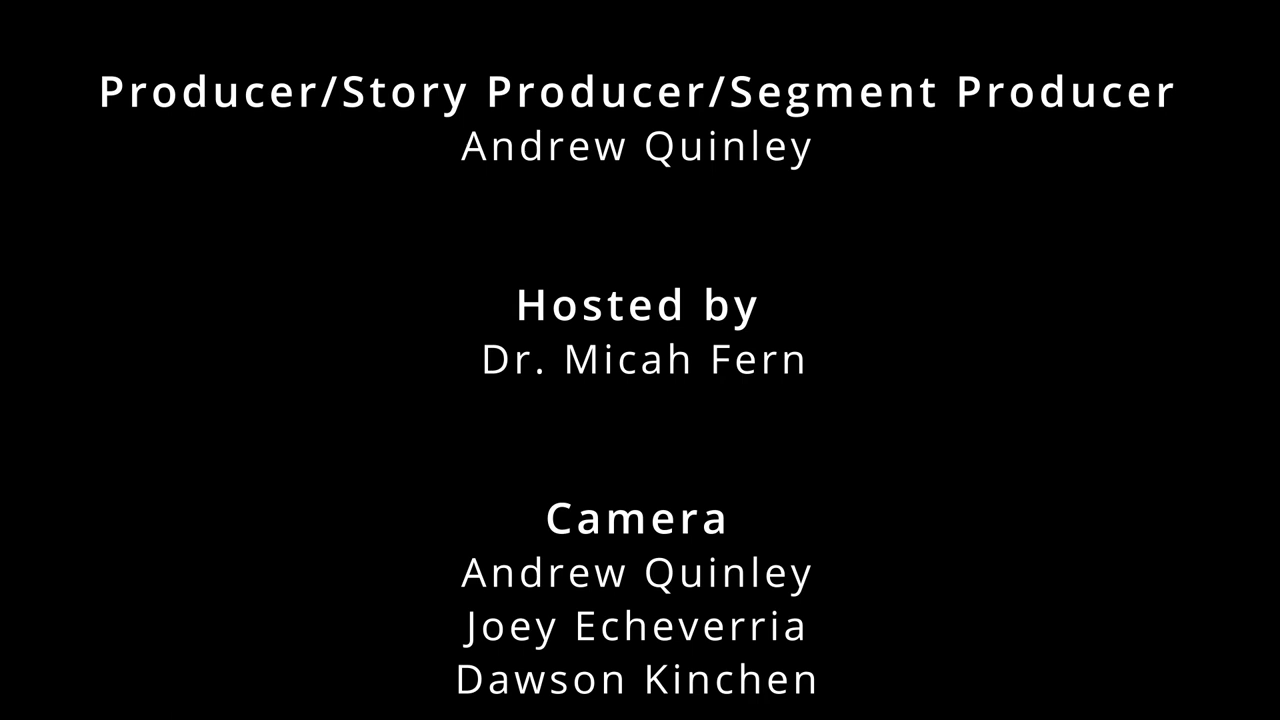 Producer/Story Producer/Segment Producer
Andrew Quinley
Hosted by
Dr. Micah Fern
Camera
Andrew Quinley
Joey Echeverria
Dawson Kinchen